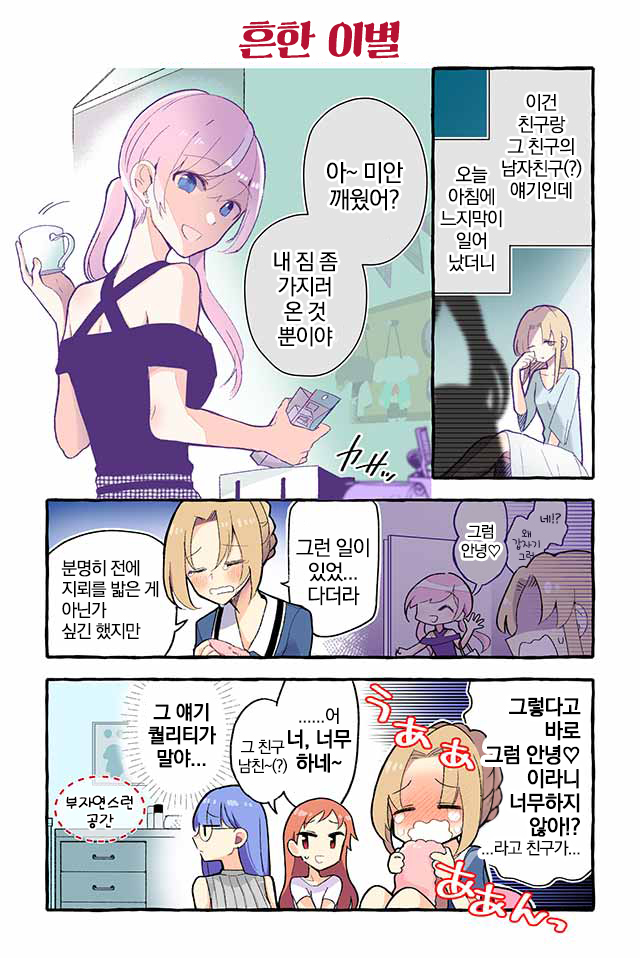 흔한 이별
이건
친구랑
그 친구의
남자친구(?)
얘기인데
오늘
아침에
느지막이
일어
났더니
아~ 미안
깨웠어?
내 짐 좀
가지러
온 것
뿐이야
カサッ
네!?
왜
갑자기
그럼
그럼
안녕♡
그런 일이
있었…
다더라
분명히 전에
지뢰를 밟은 게
아닌가
싶긴 했지만
그렇다고
바로
그럼 안녕♡
이라니
너무하지
않아!?
…라고 친구가…
うああ
ああんっ
……어
너, 너무
하네~
그 친구
남친~(?)
그 얘기
퀄리티가
말야…
부자연스런
공간